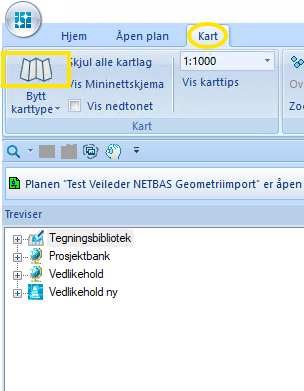 Hjem Åpen plan Kart
Skjul alle kartlag
Vis Mininettskjema
Vis nedtonet
Bytt
karttype
1:1000
Vis karttips
Kart
Planen "Test Veileder NETBAS Geometriimport" er åpen
Treviser
Tegningsbibliotek
Prosjektbank
Vedlikehold
Vedlikehold ny